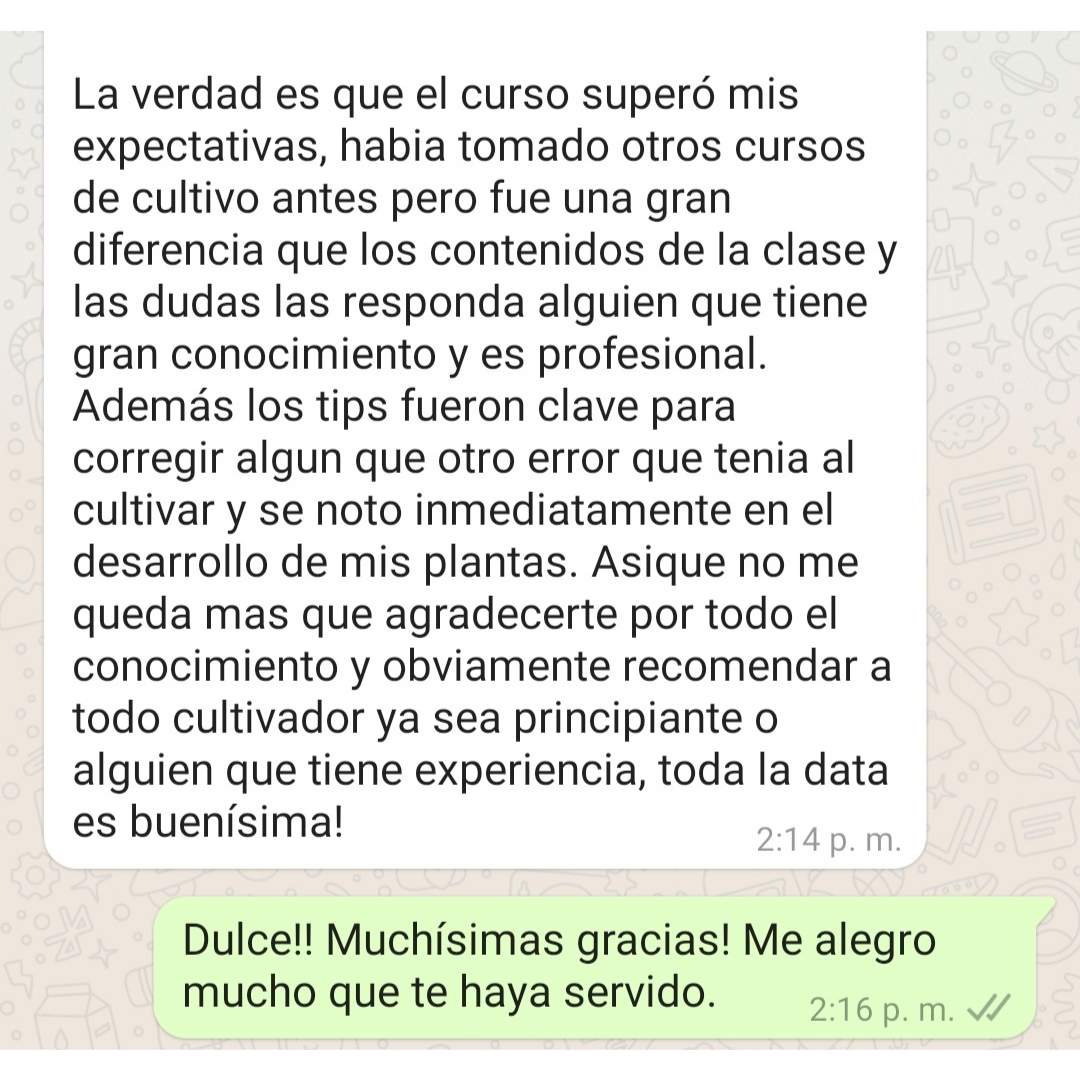 La verdad es que el curso superó mis
expectativas, habia tomado otros cursos
de cultivo antes pero fue una gran
diferencia que los contenidos de la clase y
las dudas las responda alguien que tiene
gran conocimiento y es profesional.
Además los tips fueron clave para
corregir algun que otro error que tenia al
cultivar y se noto inmediatamente en el
desarrollo de mis plantas. Asique no me
queda mas que agradecerte por todo el
conocimiento y obviamente recomendar a
todo cultivador ya sea principiante o
alguien que tiene experiencia, toda la data
es buenísima!
2:14 p. m.
Dulce!! Muchísimas gracias! Me alegro
mucho que te haya servido.
2:16 p. m.